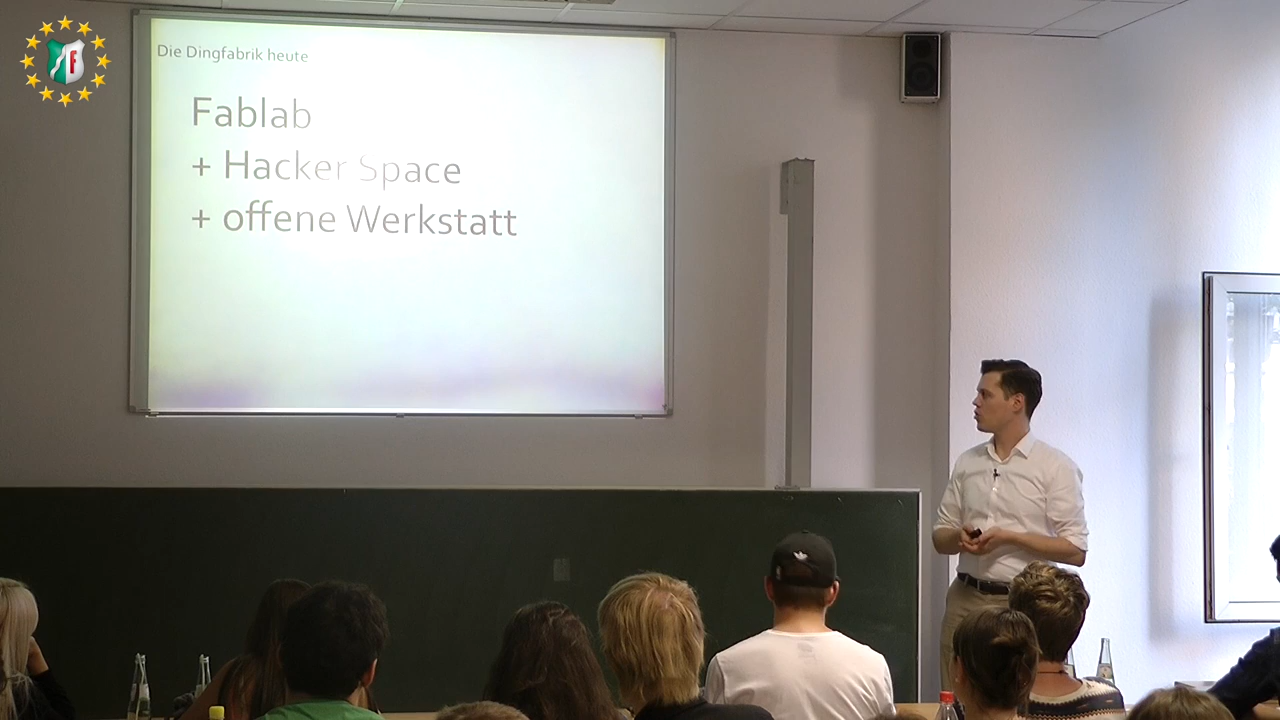 Die Dingfabrik heute
F
Fablab
+ Hacker Space
+ offene Werkstatt